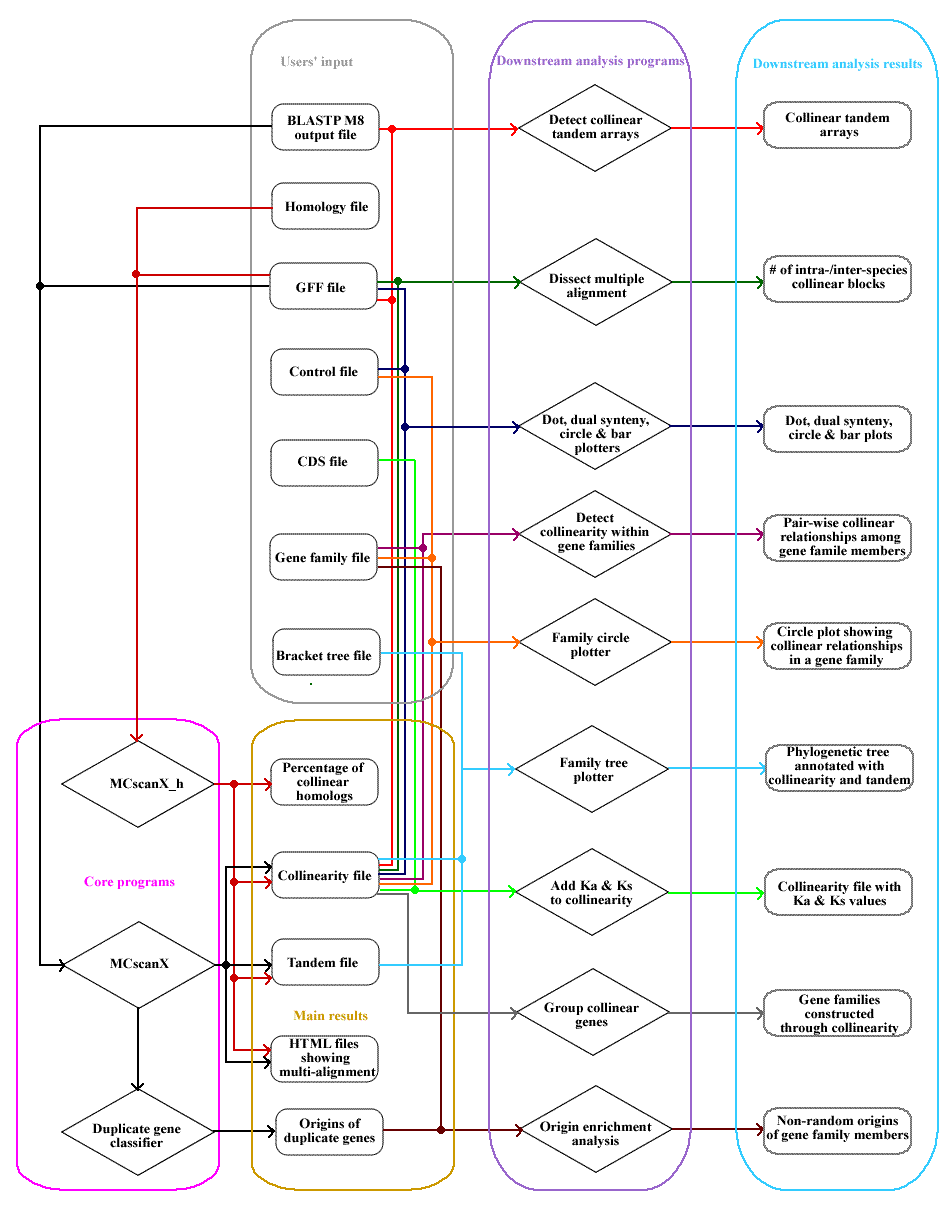 Users' input
Downstream analysis programs
Downstream analysis results
BLASTP M8
output file
Detect collinear
tandem arrays
Collinear tandem
arrays
Homology file
GFF file
Dissect multiple
alignment
# of intra-/inter-species
collinear blocks
Control file
Dot, dual synteny,
circle & bar
plotters
Dot, dual synteny,
circle & bar plots
CDS file
Gene family file
Detect
collinearity within
gene families
Pair-wise collinear
relationships among
gene famile members
Bracket tree file
Family circle
plotter
Circle plot showing
collinear relationships
in a gene family
MCscanX_h
Percentage of
collinear
homologs
Family tree
plotter
Phylogenetic tree
annotated with
collinearity and tandem
Core programs
Collinearity file
Add Ka & Ks
to collinearity
Collinearity file with
Ka & Ks values
MCscanX
Tandem file
Main results
Group collinear
genes
Gene families
constructed
through collinearity
HTML files
showing
multi-alignment
Duplicate gene
classifier
Origins of
duplicate genes
Origin enrichment
analysis
Non-random origins
of gene family members